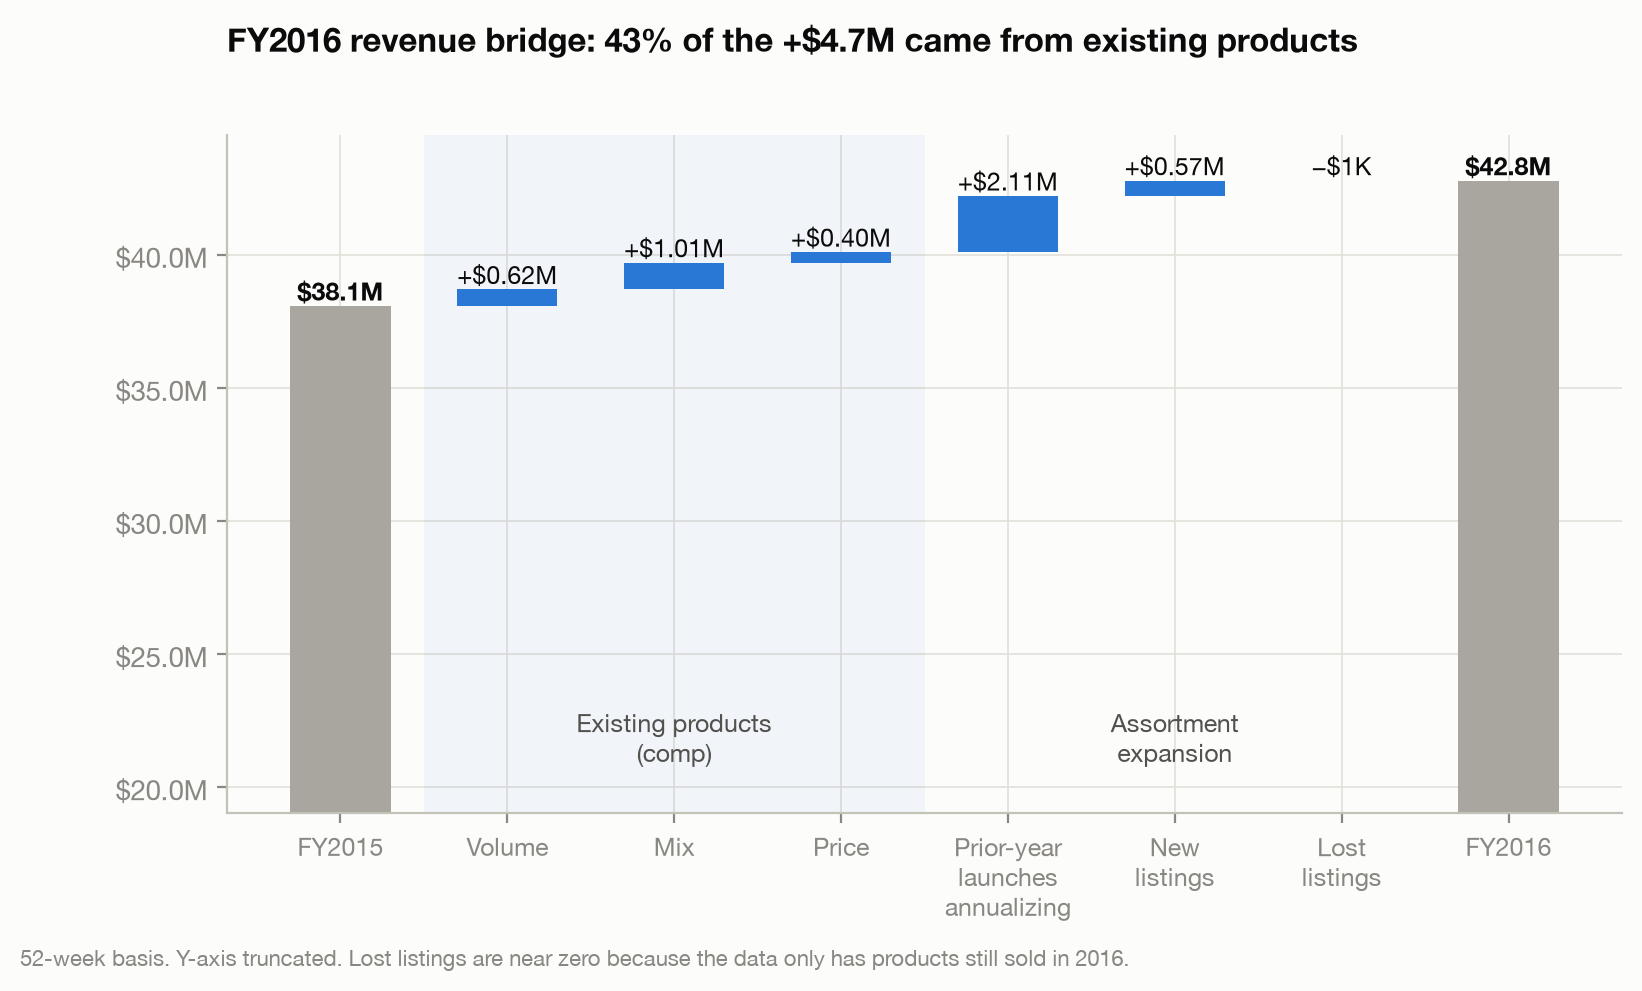 FY2016 revenue bridge: 43% of the +$4.7M came from existing products
$40.0M
$35.0M
$30.0M
$25.0M
$20.0M
$38.1M
+$0.62M
+$1.01M
+$0.40M
+$2.11M
+$0.57M
−$1K
$42.8M
Existing products
(comp)
Assortment
expansion
FY2015
Volume
Mix
Price
Prior-year
launches
annualizing
New
listings
Lost
listings
FY2016
52-week basis. Y-axis truncated. Lost listings are near zero because the data only has products still sold in 2016.